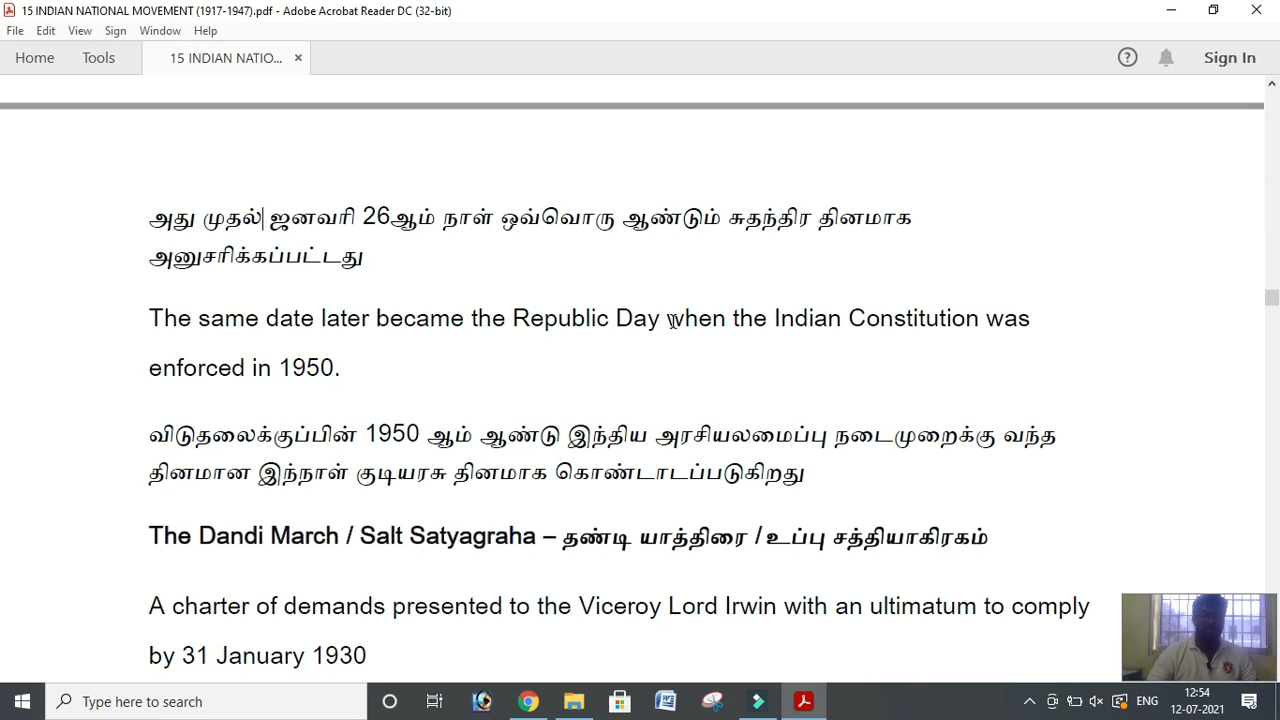 15 INDIAN NATIONAL MOVEMENT (1917-1947).pdf - Adobe Acrobat Reader DC (32-bit)
File Edit View Sign Window Help
Home Tools 15 INDIAN NATIO... Sign In
அது முதல் ஜனவரி 26ஆம் நாள் ஒவ்வொரு ஆண்டும் சுதந்திர தினமாக
அனுசரிக்கப்பட்டது
The same date later became the Republic Day when the Indian Constitution was
enforced in 1950.
விடுதலைக்குப்பின் 1950 ஆம் ஆண்டு இந்திய அரசியலமைப்பு நடைமுறைக்கு வந்த
தினமான இந்நாள் குடியரசு தினமாக கொண்டாடப்படுகிறது
The Dandi March / Salt Satyagraha – தண்டி யாத்திரை / உப்பு சத்தியாகிரகம்
A charter of demands presented to the Viceroy Lord Irwin with an ultimatum to comply
by 31 January 1930
Type here to search ENG 12:54
12-07-2021